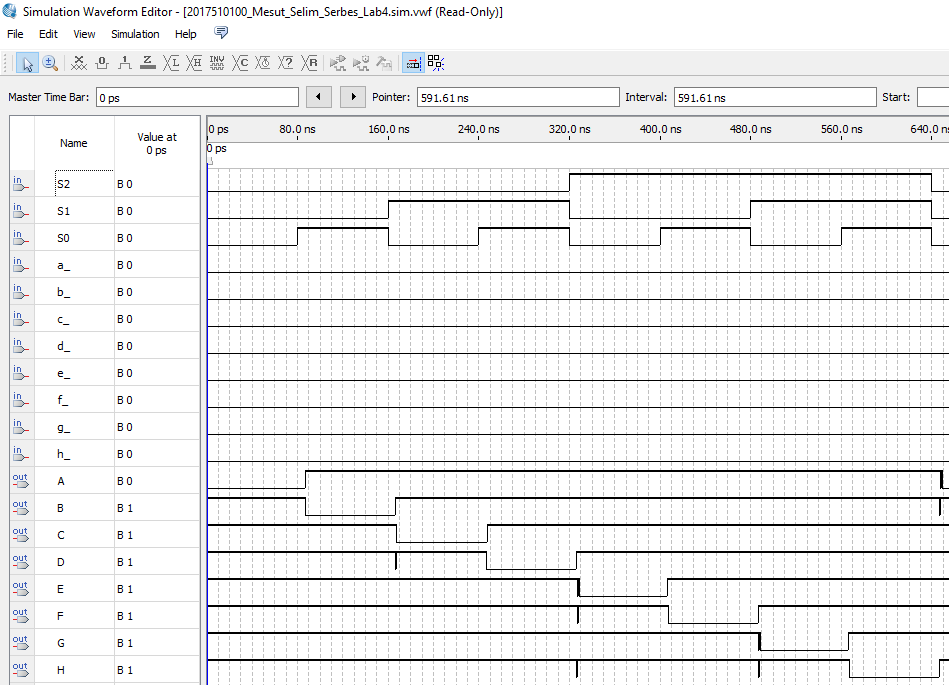 Simulation Waveform Editor - [2017510100_Mesut_Selim_Serbes_Lab4.sim.vwf (Read-Only)]
File Edit View Simulation Help
Master Time Bar: 0 ps Pointer: 591.61 ns Interval: 591.61 ns Start:
Name Value at 0 ps
0 ps 80.0 ns 160.0 ns 240.0 ns 320.0 ns 400.0 ns 480.0 ns 560.0 ns 640.0 n
0 ps
in S2 B 0
in S1 B 0
in S0 B 0
in a_ B 0
in b_ B 0
in c_ B 0
in d_ B 0
in e_ B 0
in f_ B 0
in g_ B 0
in h_ B 0
out A B 0
out B B 1
out C B 1
out D B 1
out E B 1
out F B 1
out G B 1
out H B 1